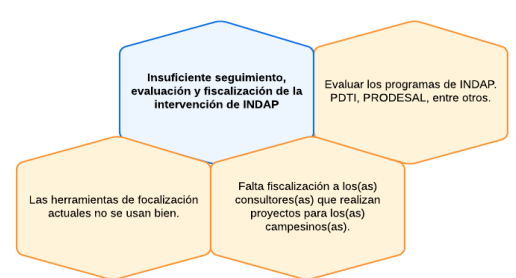 Insuficiente seguimiento,
evaluación y fiscalización de la
intervención de INDAP
Evaluar los programas de INDAP.
PDTI, PRODESAL, entre otros.
Las herramientas de focalización
actuales no se usan bien.
Falta fiscalización a los(as)
consultores(as) que realizan
proyectos para los(as)
campesinos(as).